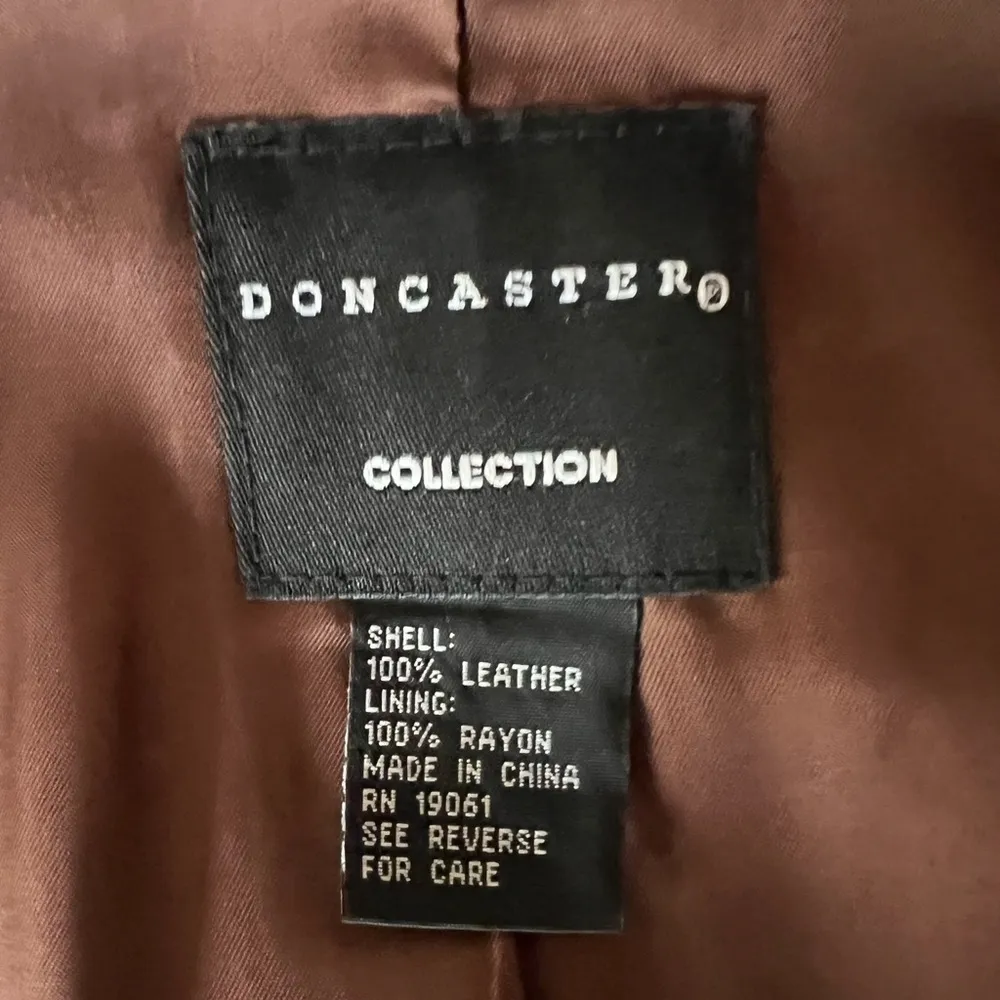 DONCASTER®
COLLECTION
SHELL:
100% LEATHER
LINING:
100% RAYON
MADE IN CHINA
RN 19061
SEE REVERSE
FOR CARE